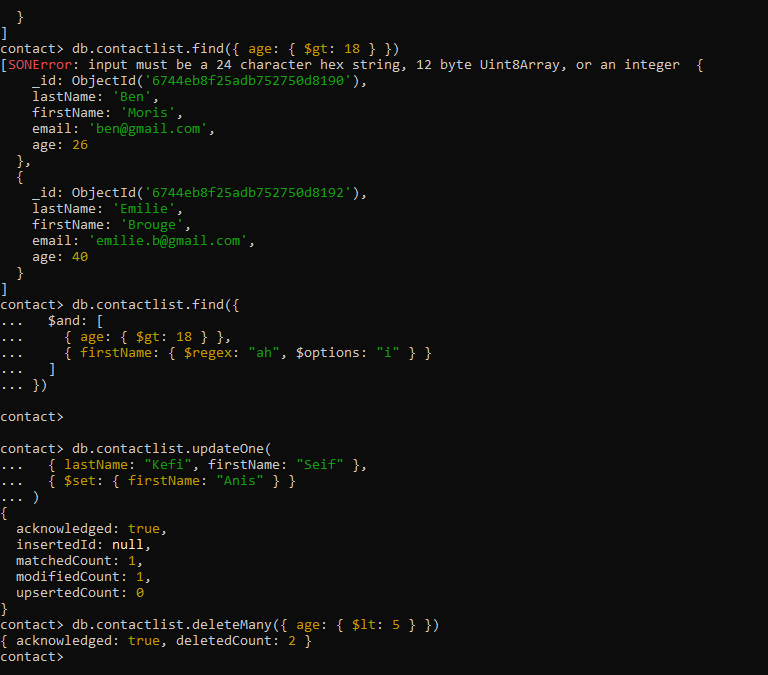 }
]
contact> db.contactlist.find({ age: { $gt: 18 } })
[SONError: input must be a 24 character hex string, 12 byte Uint8Array, or an integer  {
    _id: ObjectId('6744eb8f25adb752750d8190'),
    lastName: 'Ben',
    firstName: 'Moris',
    email: 'ben@gmail.com',
    age: 26
  },
  {
    _id: ObjectId('6744eb8f25adb752750d8192'),
    lastName: 'Emilie',
    firstName: 'Brouge',
    email: 'emilie.b@gmail.com',
    age: 40
  }
]
contact> db.contactlist.find({
...   $and: [
...     { age: { $gt: 18 } },
...     { firstName: { $regex: "ah", $options: "i" } }
...   ]
... })

contact>

contact> db.contactlist.updateOne(
...   { lastName: "Kefi", firstName: "Seif" },
...   { $set: { firstName: "Anis" } }
... )
{
  acknowledged: true,
  insertedId: null,
  matchedCount: 1,
  modifiedCount: 1,
  upsertedCount: 0
}
contact> db.contactlist.deleteMany({ age: { $lt: 5 } })
{ acknowledged: true, deletedCount: 2 }
contact>